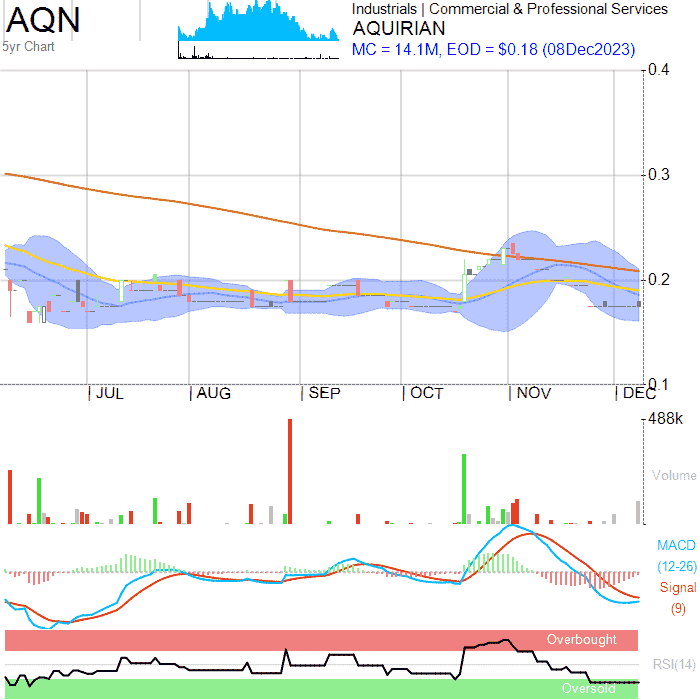 AQN
5yr Chart
Industrials | Commercial & Professional Services
AQUIRIAN
MC = 14.1M, EOD = $0.18 (08Dec2023)
0.4
0.3
0.2
0.1
JUL
AUG
SEP
OCT
NOV
DEC
488k
Volume
MACD
(12-26)
Signal
(9)
Overbought
RSI(14)
Oversold